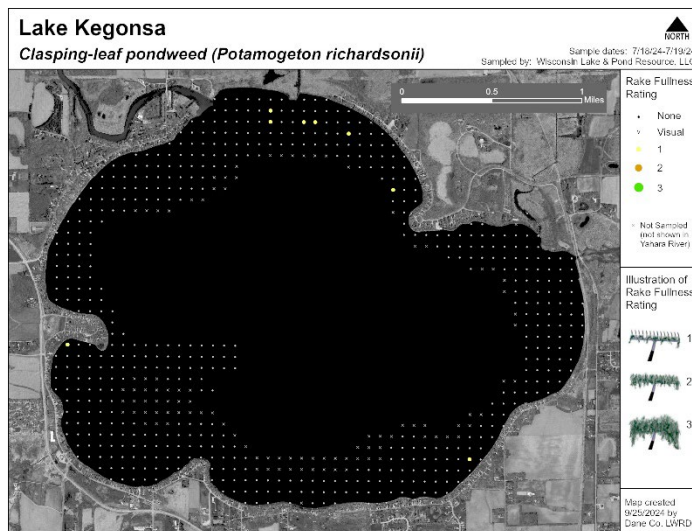 Lake Kegonsa
Clasping-leaf pondweed (Potamogeton richardsonii)
NORTH
Sample dates: 7/18/24-7/19/24
Sampled by: Wisconsin Lake & Pond Resource, LLC
0 0.5 1
Miles
Rake Fullness
Rating
None
Visual
1
2
3
Not Sampled
(not shown in
Yahara River)
Illustration of
Rake Fullness
Rating
1
2
3
Map created
9/25/2024 by
Dane Co. LWRD